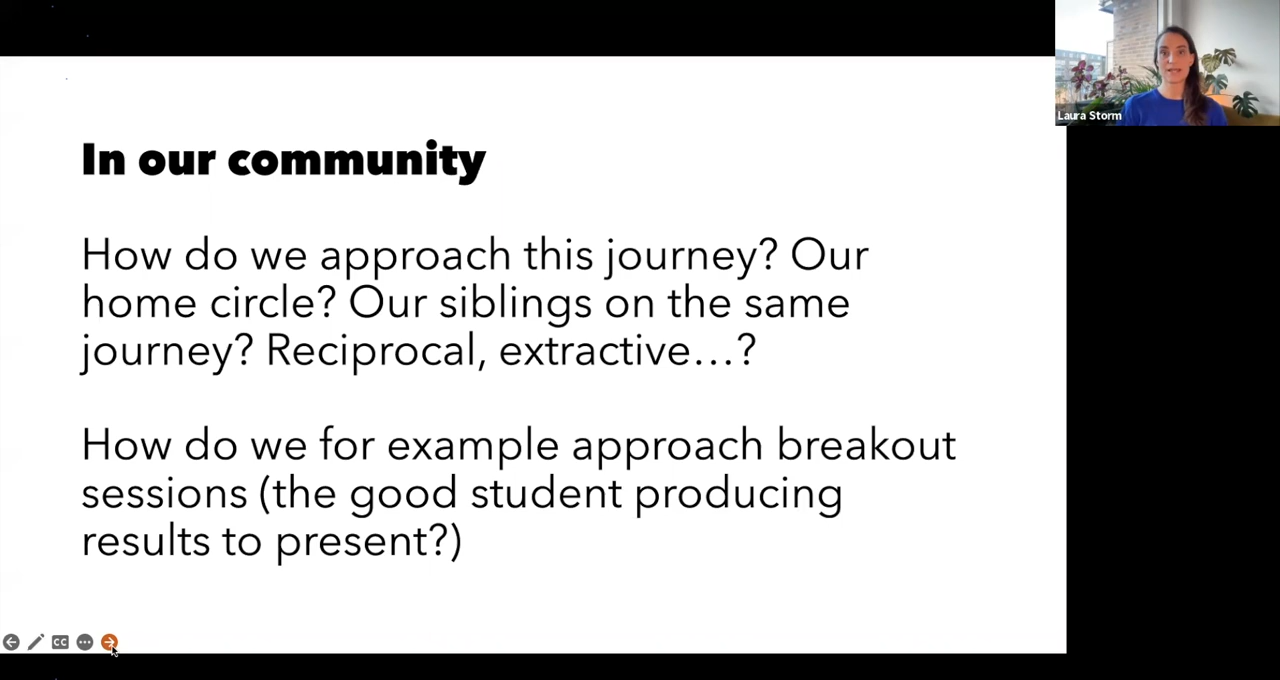 Laura Storm
In our community
How do we approach this journey? Our
home circle? Our siblings on the same
journey? Reciprocal, extractive…?
How do we for example approach breakout
sessions (the good student producing
results to present?)
CC